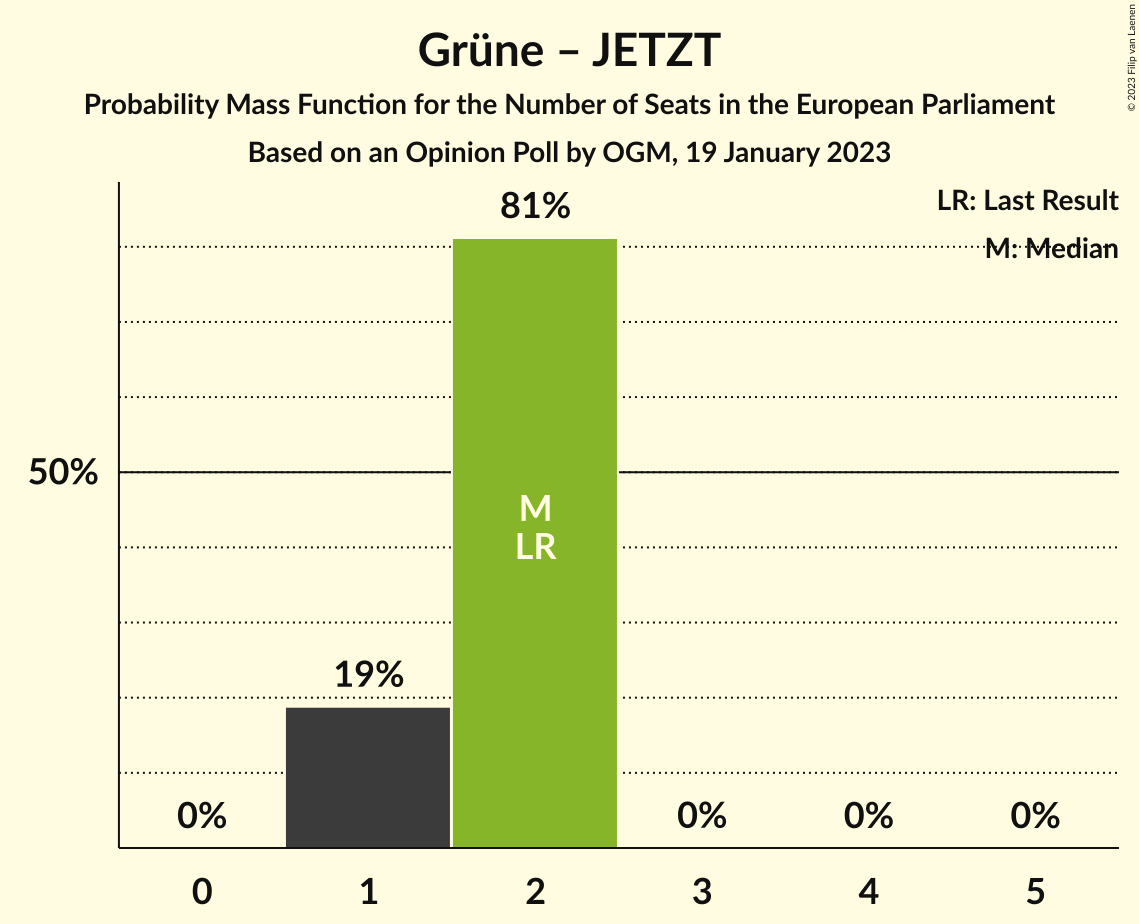 Grüne – JETZT
Probability Mass Function for the Number of Seats in the European Parliament
Based on an Opinion Poll by OGM, 19 January 2023
© 2023 Filip van Laenen
LR: Last Result
M: Median
81%
50%
M
LR
19%
0%
0%
0%
0%
0
1
2
3
4
5